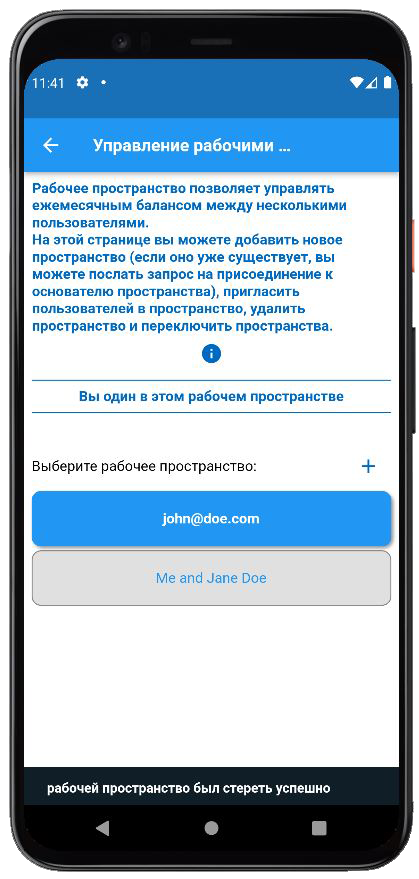 11:41
Управление рабочими ...
Рабочее пространство позволяет управлять
ежемесячным балансом между несколькими
пользователями.
На этой странице вы можете добавить новое
пространство (если оно уже существует, вы
можете послать запрос на присоединение к
основателю пространства), пригласить
пользователей в пространство, удалить
пространство и переключить пространства.
Вы один в этом рабочем пространстве
Выберите рабочее пространство:
john@doe.com
Me and Jane Doe
рабочей пространство был стереть успешно